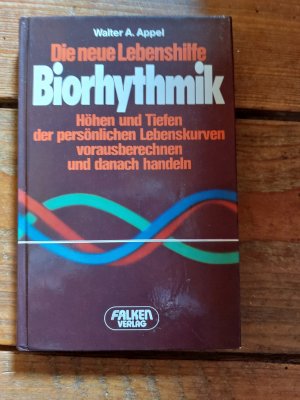 Walter A. Appel
Die neue Lebenshilfe
Biorhythmik
Höhen und Tiefen
der persönlichen Lebenskurven
vorausberechnen
und danach handeln
FALKEN
VERLAG